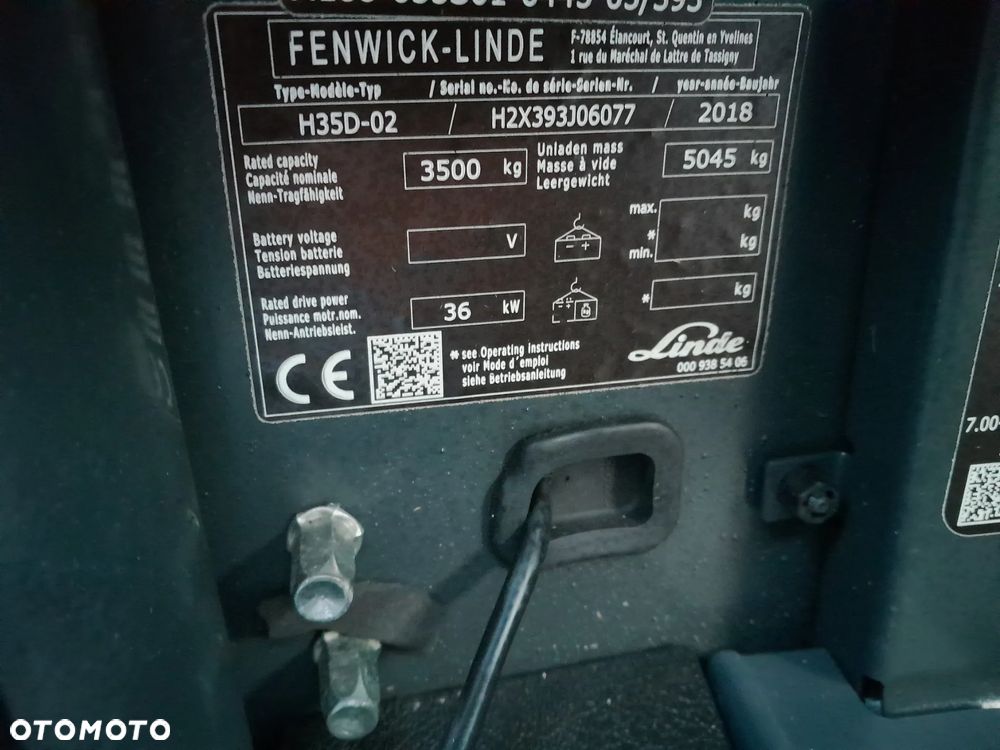 FENWICK-LINDE
F-78854 Élancourt, St. Quentin en Yvelines
1 rue du Maréchal de Lattre de Tassigny
Type-Modèle-Typ / Serial no.-No. de série-Serien-Nr. / year-année-Baujahr
H35D-02 / H2X393J06077 / 2018
Rated capacity
Capacité nominale
Nenn-Tragfähigkeit
3500 kg
Unladen mass
Masse à vide
Leergewicht
5045 kg
Battery voltage
Tension batterie
Batteriespannung
V
max. kg
*
min. kg
Rated drive power
Puissance motr.nom.
Nenn-Antriebsleist.
36 kW
* kg
CE
* see Operating instructions
voir Mode d'emploi
siehe Betriebsanleitung
Linde
000 938 54 06
7.00-
OTOMOTO